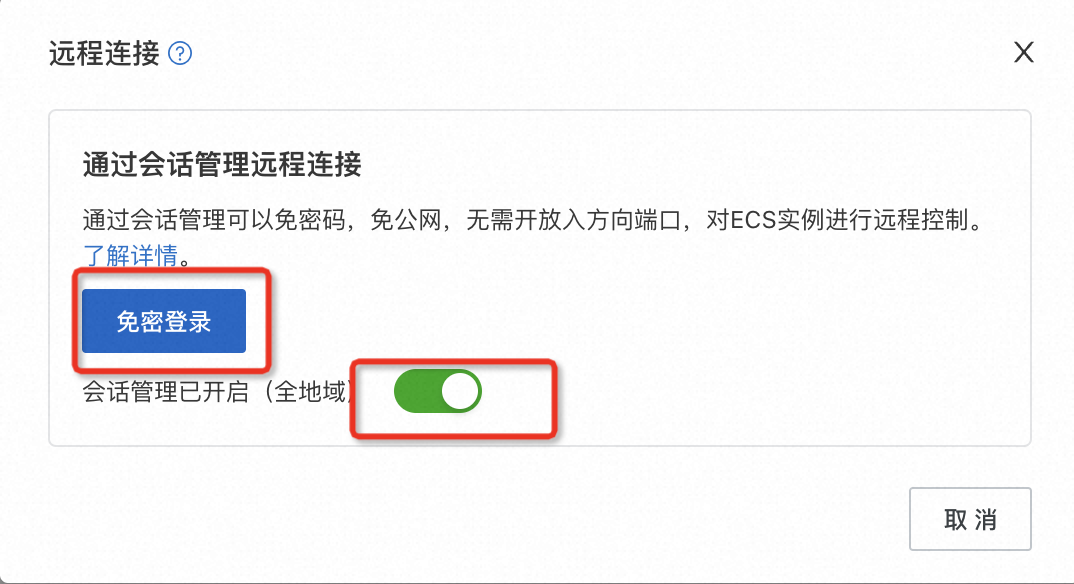 远程连接 ?
X
通过会话管理远程连接
通过会话管理可以免密码，免公网，无需开放入方向端口，对ECS实例进行远程控制。
了解详情。
免密登录
会话管理已开启（全地域）
取 消